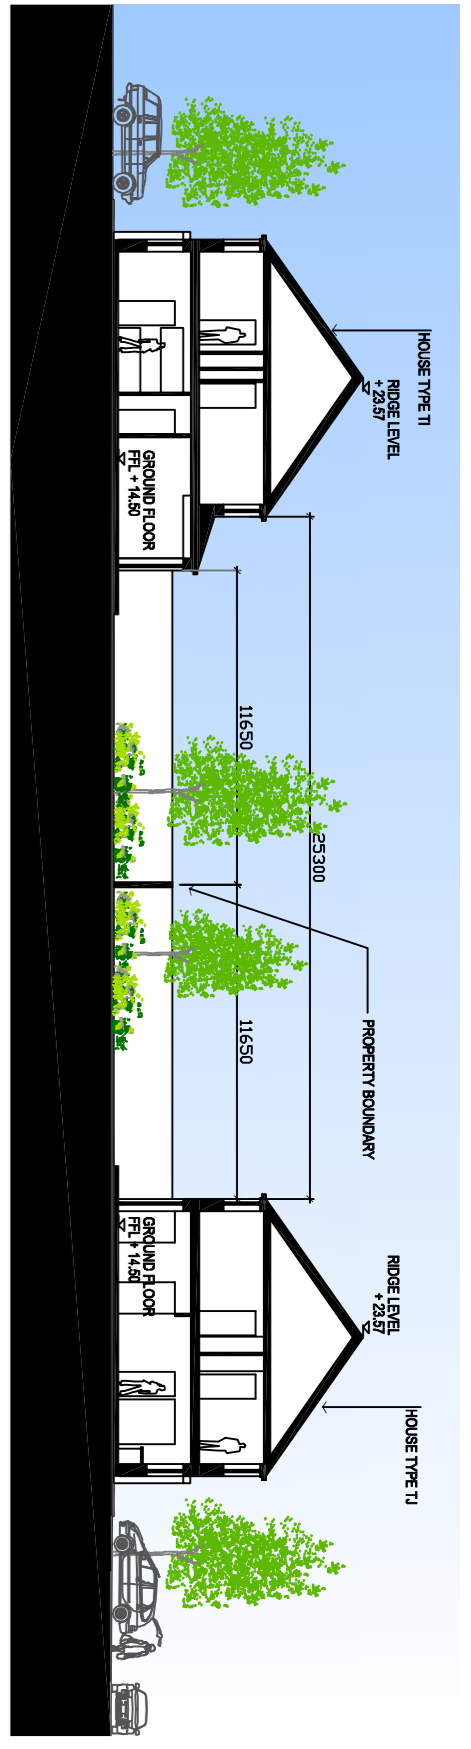 HOUSE TYPE TI
RIDGE LEVEL
+ 23.57
GROUND FLOOR
FFL + 14.50
11650
25300
11650
PROPERTY BOUNDARY
GROUND FLOOR
FFL + 14.50
RIDGE LEVEL
+ 23.57
HOUSE TYPE TJ